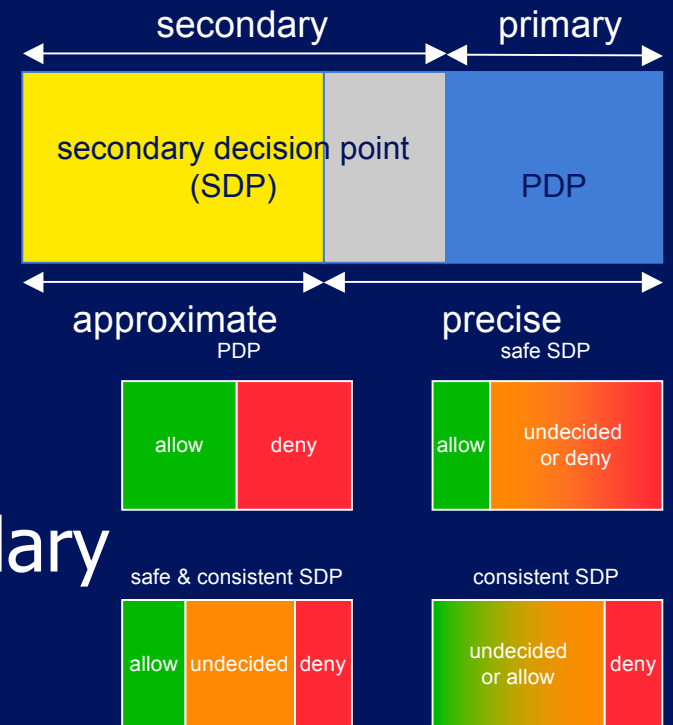 secondary primary
secondary decision point
(SDP)
PDP
approximate precise
PDP
safe SDP
allow
deny
allow
undecided
or deny
dary
safe & consistent SDP
consistent SDP
allow
undecided
deny
undecided
or allow
deny